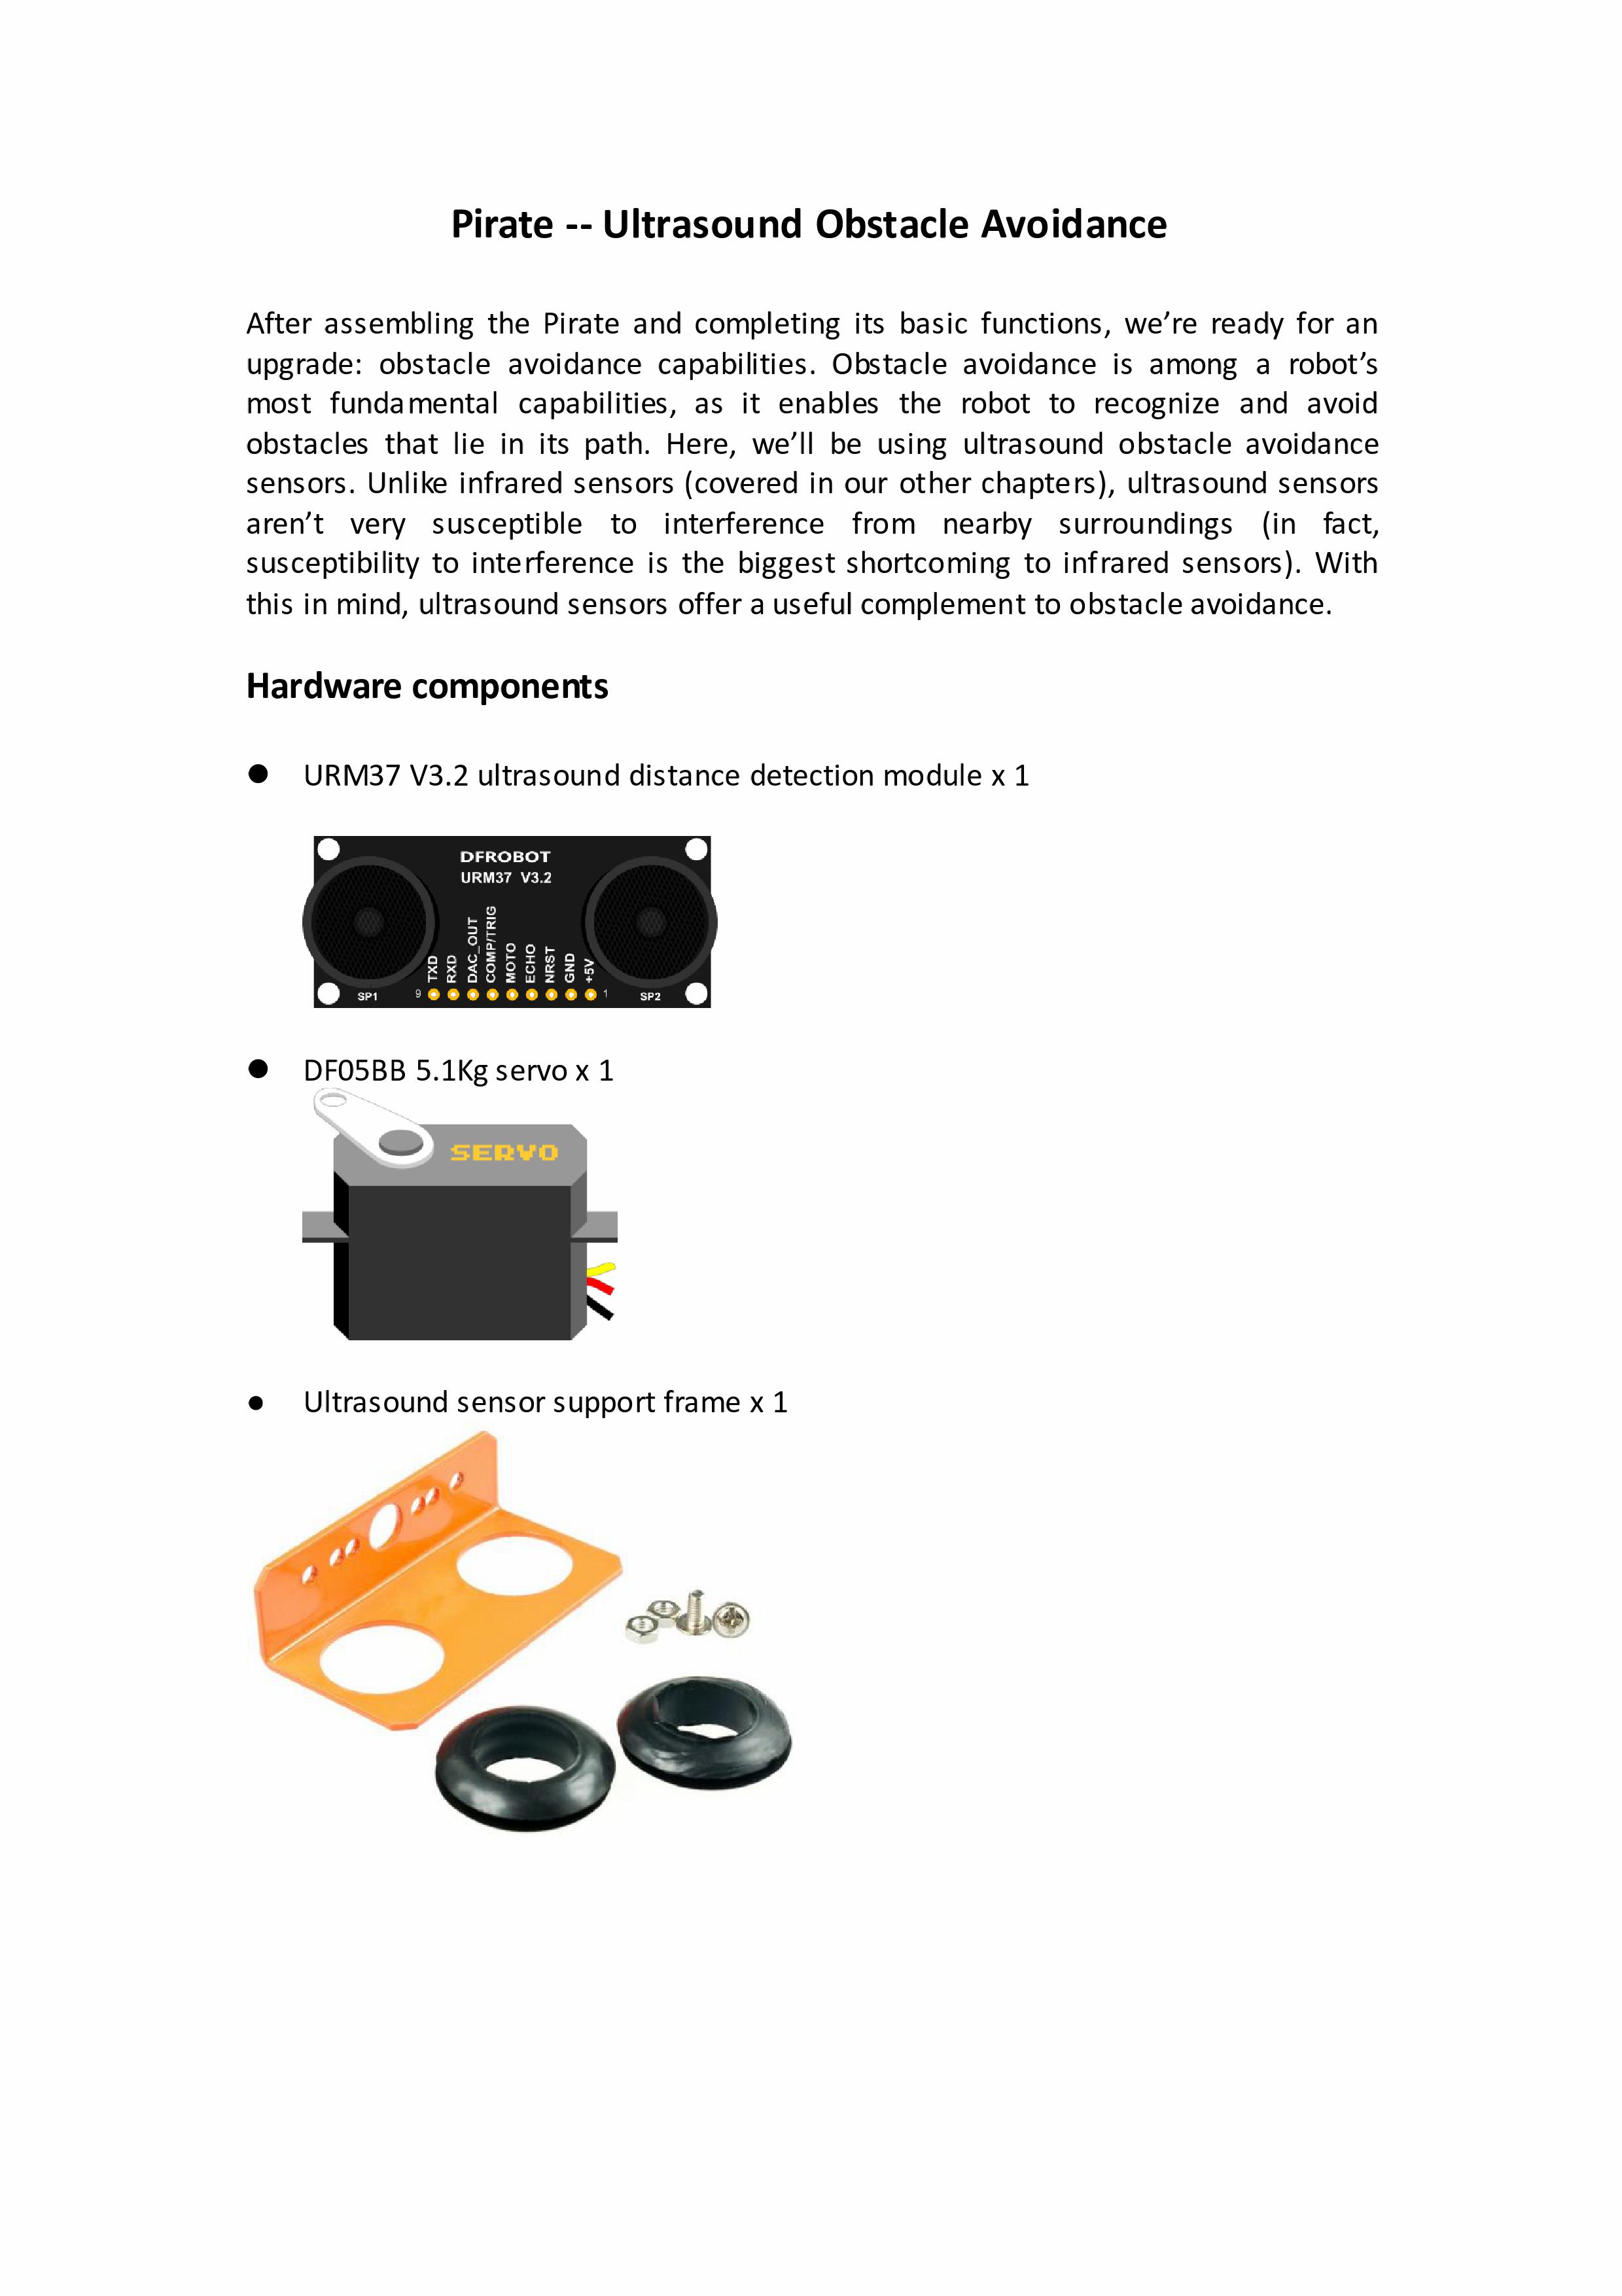 Pirate -- Ultrasound Obstacle Avoidance
After assembling the Pirate and completing its basic functions, we’re ready for an
upgrade: obstacle avoidance capabilities. Obstacle avoidance is among a robot’s
most fundamental capabilities, as it enables the robot to recognize and avoid
obstacles that lie in its path. Here, we’ll be using ultrasound obstacle avoidance
sensors. Unlike infrared sensors (covered in our other chapters), ultrasound sensors
aren’t very susceptible to interference from nearby surroundings (in fact,
susceptibility to interference is the biggest shortcoming to infrared sensors). With
this in mind, ultrasound sensors offer a useful complement to obstacle avoidance.
Hardware components
● URM37 V3.2 ultrasound distance detection module x 1
DFROBOT
URM37 V3.2
TXD
RXD
DAC_OUT
COMP/TRIG
MOTO
ECHO
NRST
GND
+5V
SP1 9 1 SP2
● DF05BB 5.1Kg servo x 1
SERVO
● Ultrasound sensor support frame x 1